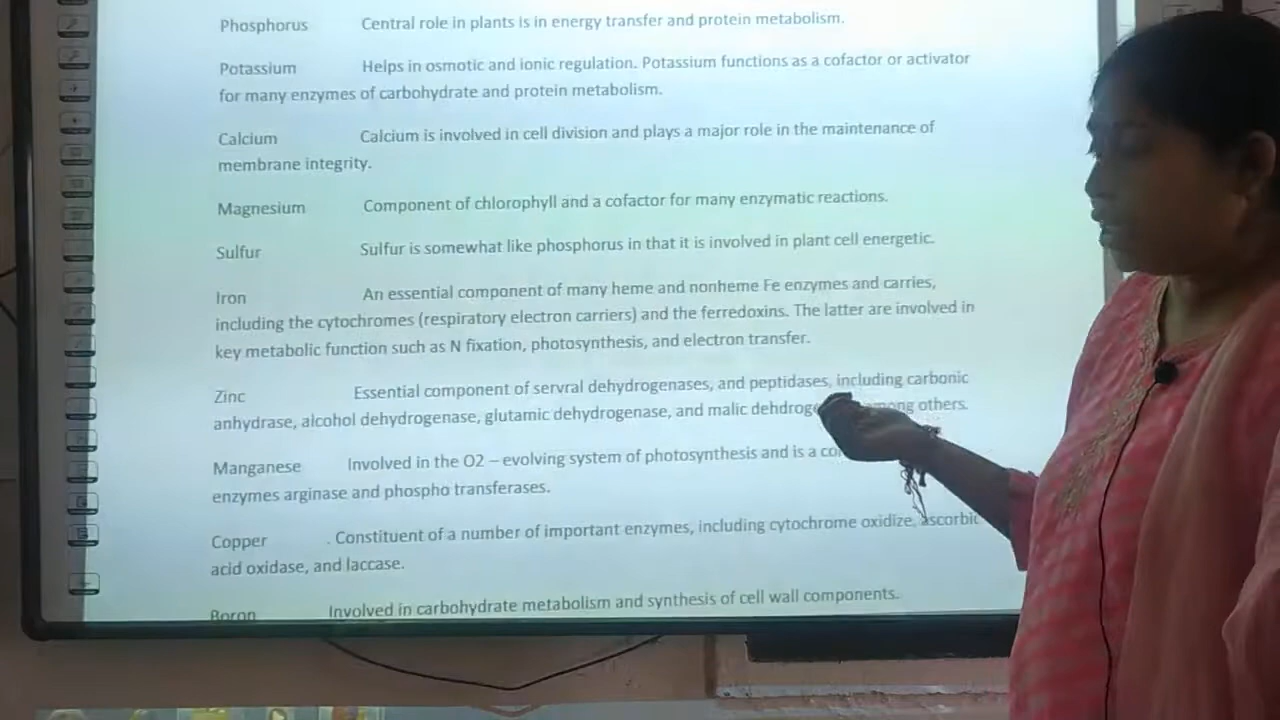 Phosphorus Central role in plants is in energy transfer and protein metabolism.
Potassium Helps in osmotic and ionic regulation. Potassium functions as a cofactor or activator
for many enzymes of carbohydrate and protein metabolism.
Calcium Calcium is involved in cell division and plays a major role in the maintenance of
membrane integrity.
Magnesium Component of chlorophyll and a cofactor for many enzymatic reactions.
Sulfur Sulfur is somewhat like phosphorus in that it is involved in plant cell energetic.
Iron An essential component of many heme and nonheme Fe enzymes and carries,
including the cytochromes (respiratory electron carriers) and the ferredoxins. The latter are involved in
key metabolic function such as N fixation, photosynthesis, and electron transfer.
Zinc Essential component of servral dehydrogenases, and peptidases, including carbonic
anhydrase, alcohol dehydrogenase, glutamic dehydrogenase, and malic others.
Manganese Involved in the O2 – evolving system of photosynthesis and is a
enzymes arginase and phospho transferases.
Copper . Constituent of a number of important enzymes, including cytochrome oxidize, ascorbic
acid oxidase, and laccase.
Boron Involved in carbohydrate metabolism and synthesis of cell wall components.